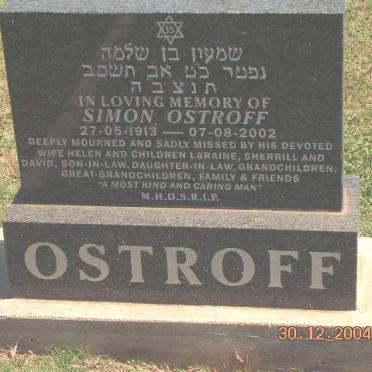 פנ
שמעון בן שלמה
נפטר כט אב תשסב
תנצבה
IN LOVING MEMORY OF
SIMON OSTROFF
27-05-1913 — 07-08-2002
DEEPLY MOURNED AND SADLY MISSED BY HIS DEVOTED
WIFE HELEN AND CHILDREN LARAINE, SHERRILL AND
DAVID, SON-IN-LAW, DAUGHTER-IN-LAW, GRANDCHILDREN,
GREAT-GRANDCHILDREN, FAMILY & FRIENDS
"A MOST KIND AND CARING MAN"
M.H.D.S.R.I.P.
OSTROFF
30.12.2004